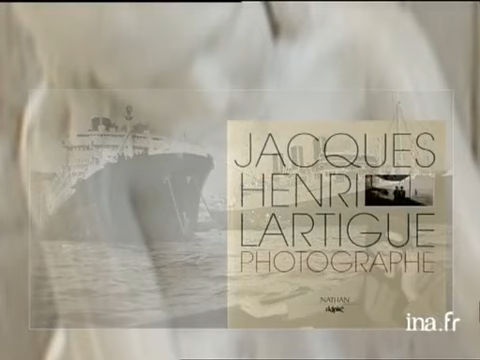 JACQUES
HENRI
LARTIGUE
PHOTOGRAPHE
NATHAN
ina.fr